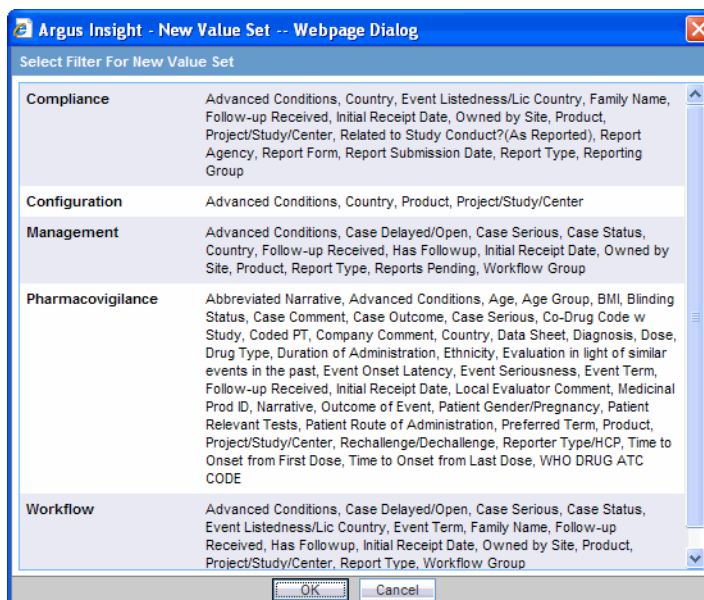 Argus Insight - New Value Set -- Webpage Dialog
Select Filter For New Value Set
Compliance
Advanced Conditions, Country, Event Listedness/Lic Country, Family Name,
Follow-up Received, Initial Receipt Date, Owned by Site, Product,
Project/Study/Center, Related to Study Conduct?(As Reported), Report
Agency, Report Form, Report Submission Date, Report Type, Reporting
Group
Configuration
Advanced Conditions, Country, Product, Project/Study/Center
Management
Advanced Conditions, Case Delayed/Open, Case Serious, Case Status,
Country, Follow-up Received, Has Followup, Initial Receipt Date, Owned by
Site, Product, Report Type, Reports Pending, Workflow Group
Pharmacovigilance
Abbreviated Narrative, Advanced Conditions, Age, Age Group, BMI, Blinding
Status, Case Comment, Case Outcome, Case Serious, Co-Drug Code w
Study, Coded PT, Company Comment, Country, Data Sheet, Diagnosis, Dose,
Drug Type, Duration of Administration, Ethnicity, Evaluation in light of similar
events in the past, Event Onset Latency, Event Seriousness, Event Term,
Follow-up Received, Initial Receipt Date, Local Evaluator Comment, Medicinal
Prod ID, Narrative, Outcome of Event, Patient Gender/Pregnancy, Patient
Relevant Tests, Patient Route of Administration, Preferred Term, Product,
Project/Study/Center, Rechallenge/Dechallenge, Reporter Type/HCP, Time to
Onset from First Dose, Time to Onset from Last Dose, WHO DRUG ATC
CODE
Workflow
Advanced Conditions, Case Delayed/Open, Case Serious, Case Status,
Event Listedness/Lic Country, Event Term, Family Name, Follow-up
Received, Has Followup, Initial Receipt Date, Owned by Site, Product,
Project/Study/Center, Report Type, Workflow Group
OK
Cancel